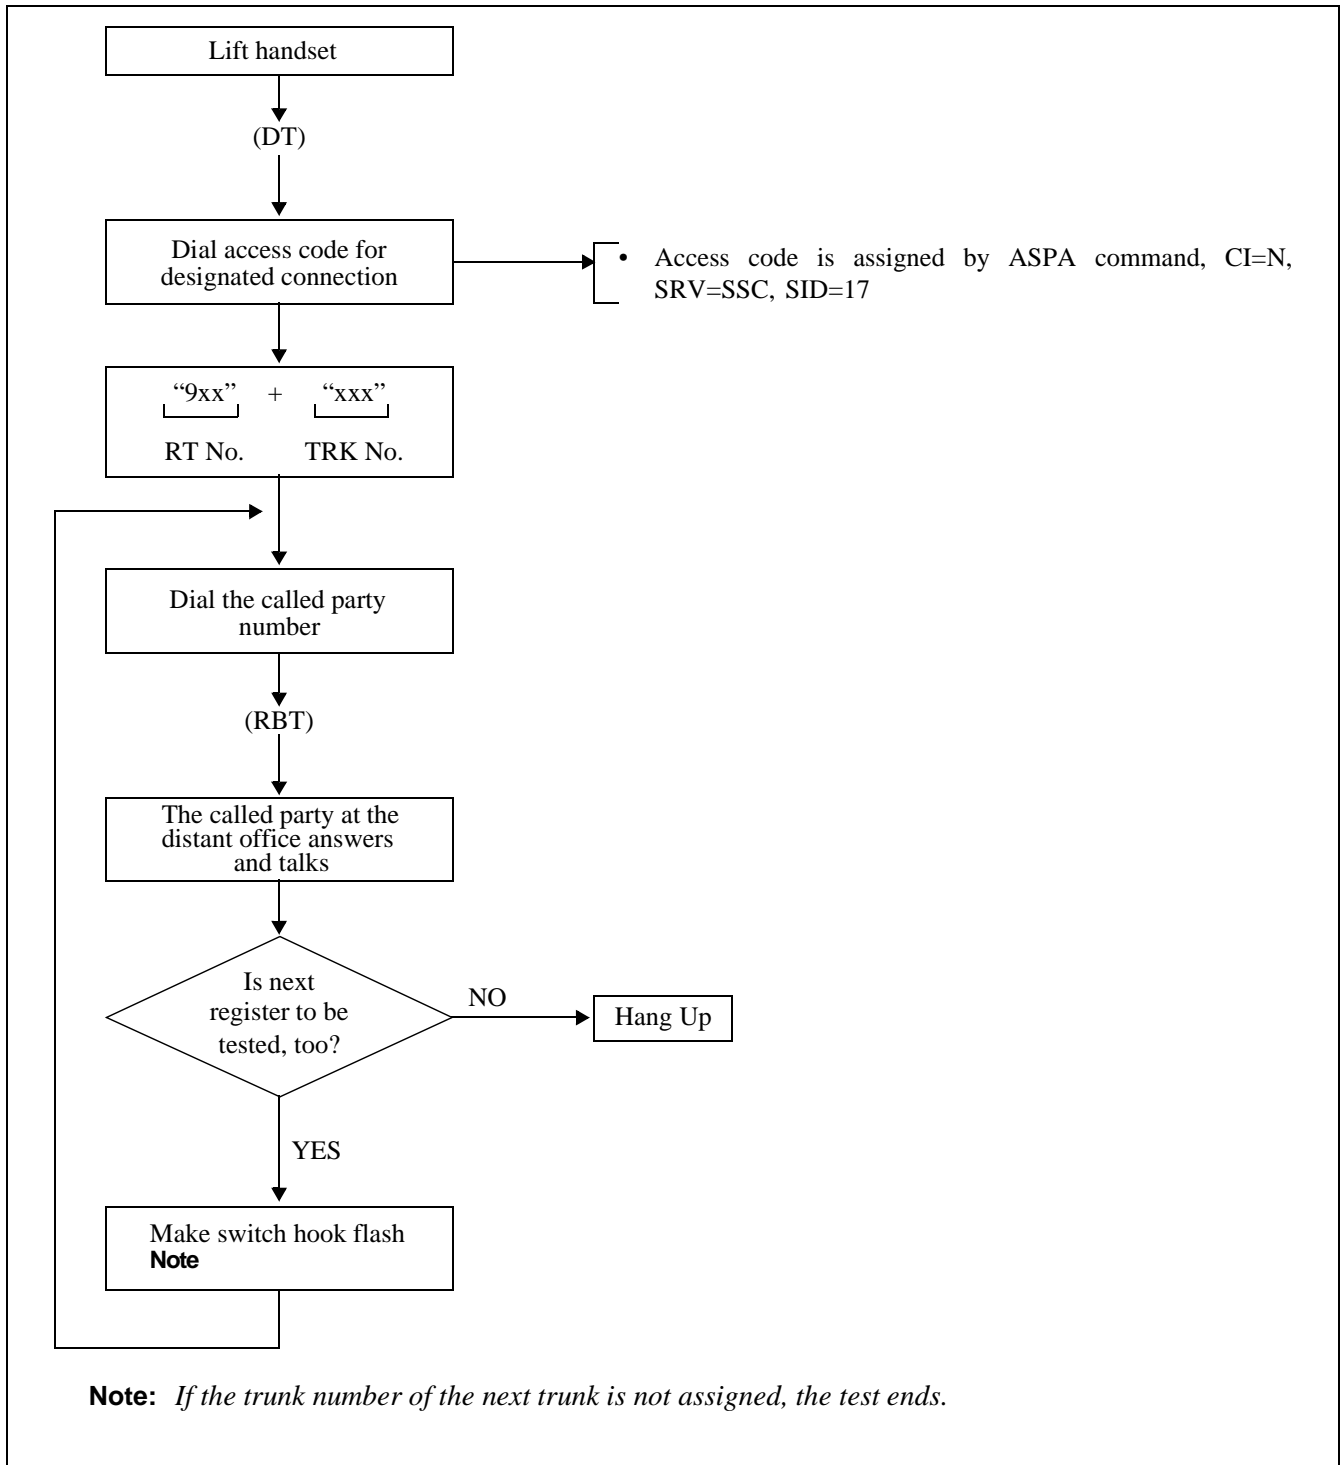 Lift handset
(DT)
Dial access code for
designated connection
• Access code is assigned by ASPA command, CI=N,
SRV=SSC, SID=17
“9xx” + “xxx”
RT No. TRK No.
Dial the called party
number
(RBT)
The called party at the
distant office answers
and talks
Is next
register to be
tested, too?
NO
Hang Up
YES
Make switch hook flash
Note
Note: If the trunk number of the next trunk is not assigned, the test ends.